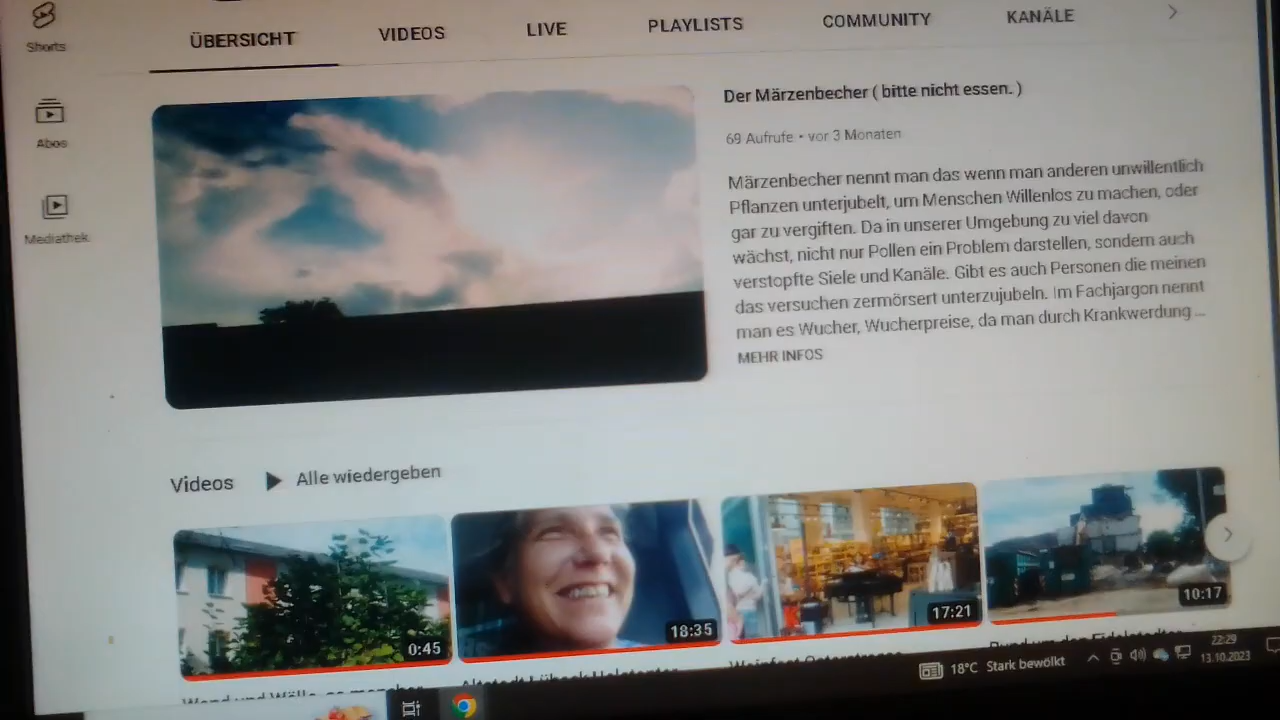 Shorts
ÜBERSICHT
VIDEOS
LIVE
PLAYLISTS
COMMUNITY
KANÄLE
Abos
Mediathek
Der Märzenbecher ( bitte nicht essen. )
69 Aufrufe • vor 3 Monaten
Märzenbecher nennt man das wenn man anderen unwillentlich
Pflanzen unterjubelt, um Menschen Willenlos zu machen, oder
gar zu vergiften. Da in unserer Umgebung zu viel davon
wächst, nicht nur Pollen ein Problem darstellen, sondern auch
verstopfte Siele und Kanäle. Gibt es auch Personen die meinen
das versuchen zermörsert unterzujubeln. Im Fachjargon nennt
man es Wucher, Wucherpreise, da man durch Krankwerdung ...
MEHR INFOS
Videos
Alle wiedergeben
0:45
18:35
17:21
10:17
18°C Stark bewölkt
22:29
13.10.2023